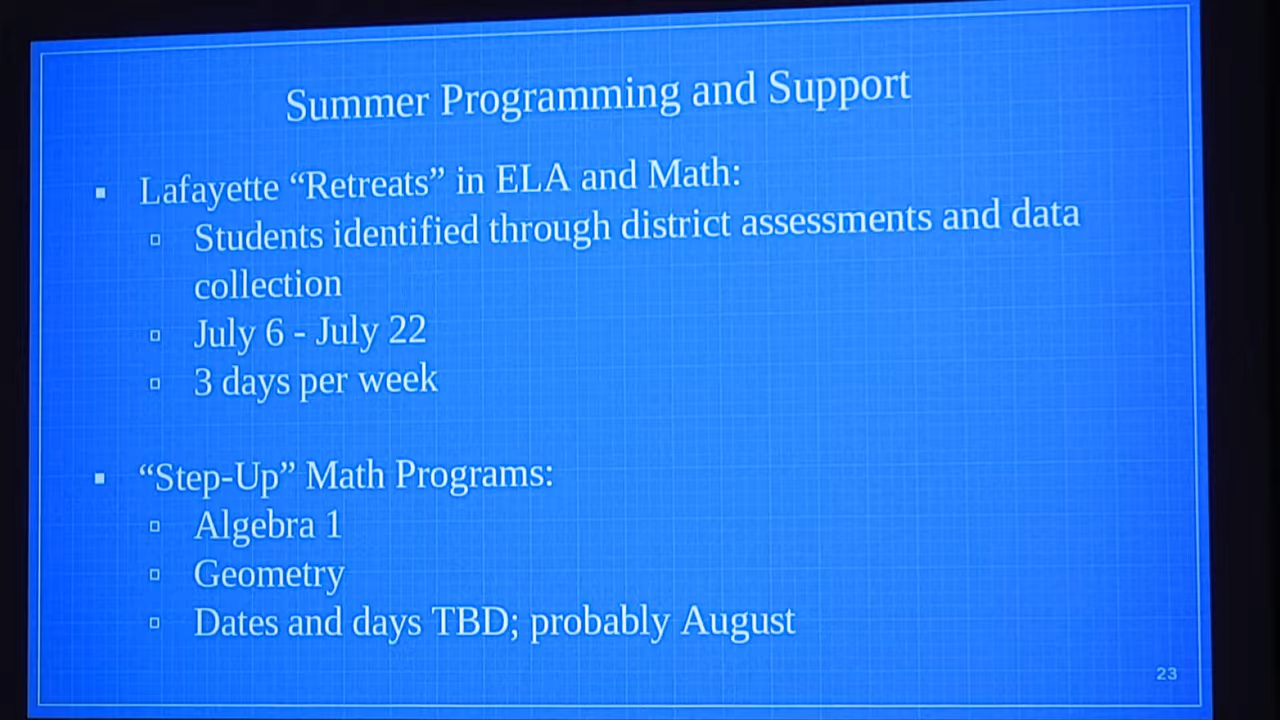 Summer Programming and Support
Lafayette “Retreats” in ELA and Math:
Students identified through district assessments and data
collection
July 6 - July 22
3 days per week
“Step-Up” Math Programs:
Algebra 1
Geometry
Dates and days TBD; probably August
23